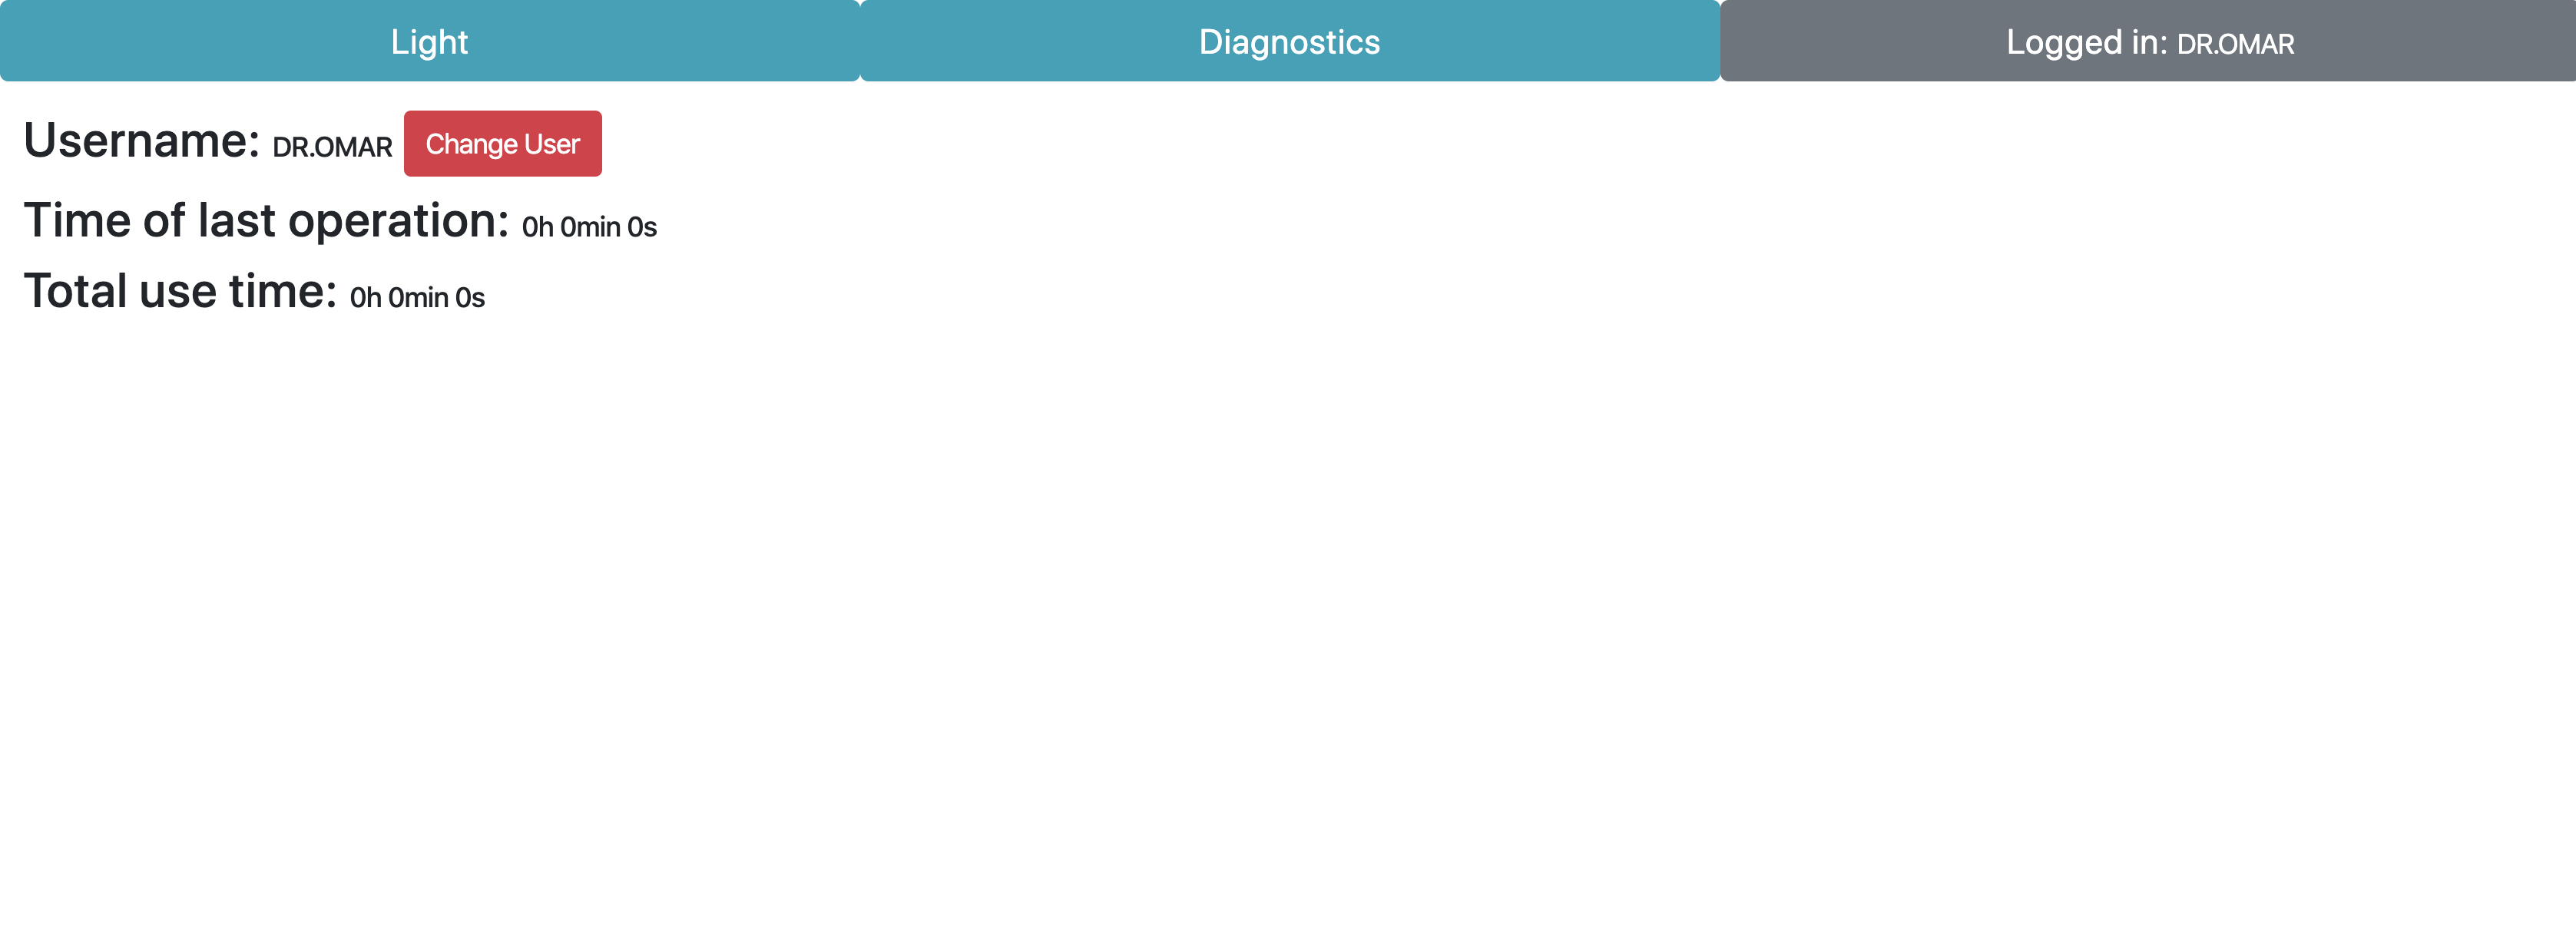 Light
Diagnostics
Logged in: DR.OMAR
Username: DR.OMAR Change User
Time of last operation: 0h 0min 0s
Total use time: 0h 0min 0s